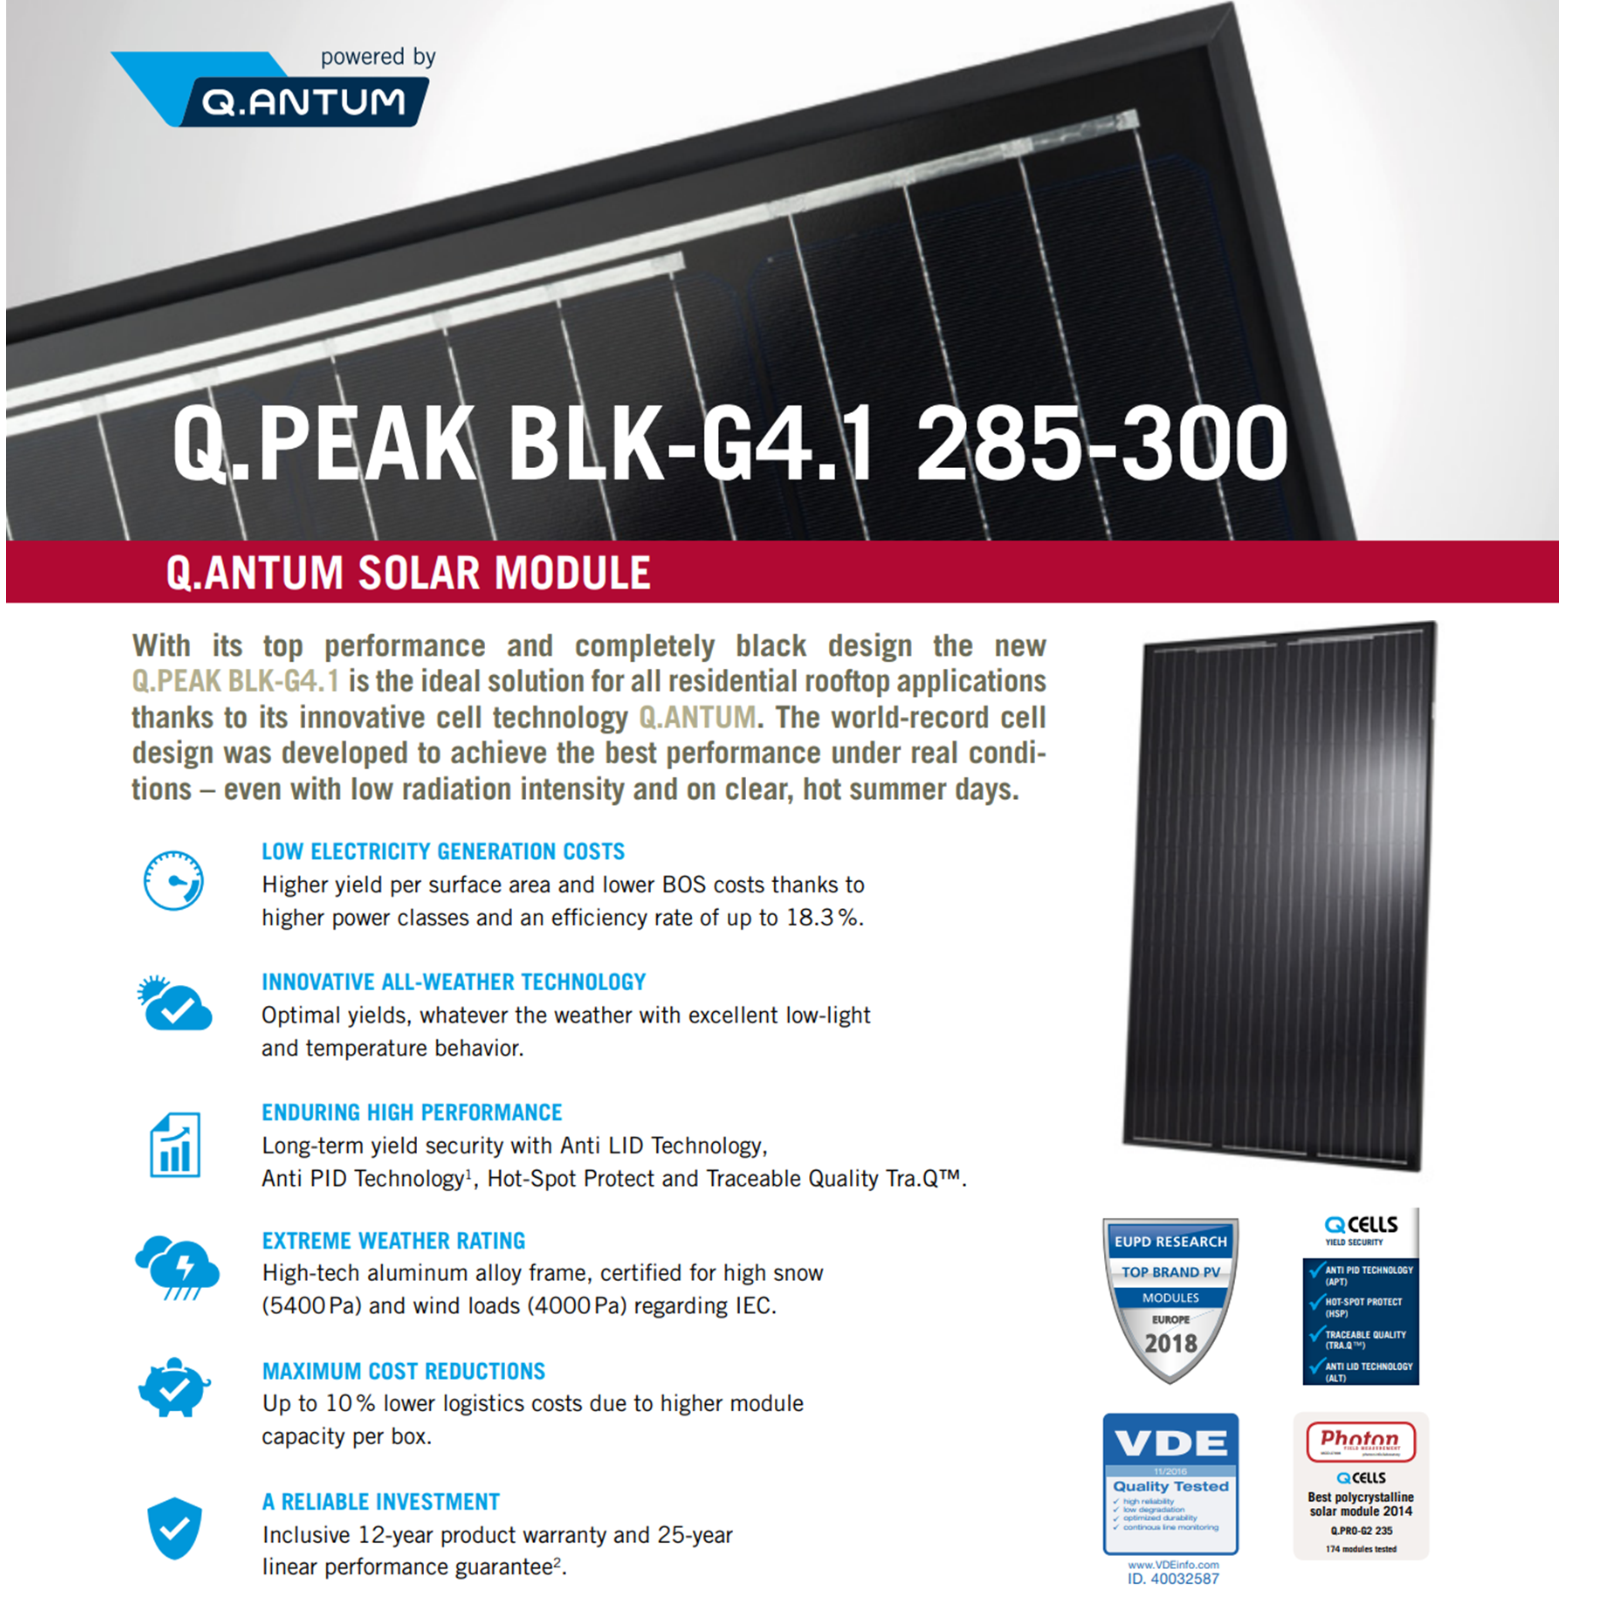 powered by
Q.ANTUM
Q.PEAK BLK-G4.1 285-300
Q.ANTUM SOLAR MODULE
With its top performance and completely black design the new
Q.PEAK BLK-G4.1 is the ideal solution for all residential rooftop applications
thanks to its innovative cell technology Q.ANTUM. The world-record cell
design was developed to achieve the best performance under real condi-
tions – even with low radiation intensity and on clear, hot summer days.
LOW ELECTRICITY GENERATION COSTS
Higher yield per surface area and lower BOS costs thanks to
higher power classes and an efficiency rate of up to 18.3 %.
INNOVATIVE ALL-WEATHER TECHNOLOGY
Optimal yields, whatever the weather with excellent low-light
and temperature behavior.
ENDURING HIGH PERFORMANCE
Long-term yield security with Anti LID Technology,
Anti PID Technology¹, Hot-Spot Protect and Traceable Quality Tra.Q™.
EXTREME WEATHER RATING
High-tech aluminum alloy frame, certified for high snow
(5400 Pa) and wind loads (4000 Pa) regarding IEC.
MAXIMUM COST REDUCTIONS
Up to 10 % lower logistics costs due to higher module
capacity per box.
A RELIABLE INVESTMENT
Inclusive 12-year product warranty and 25-year
linear performance guarantee².
EUPD RESEARCH
TOP BRAND PV
MODULES
EUROPE
2018
Q CELLS
YIELD SECURITY
ANTI PID TECHNOLOGY
(APT)
HOT-SPOT PROTECT
(HSP)
TRACEABLE QUALITY
(TRA.Q™)
ANTI LID TECHNOLOGY
(ALT)
VDE
11/2016
Quality Tested
high reliability
low degradation
optimized durability
continous line monitoring
www.VDEinfo.com
ID. 40032587
Photon
YIELD MEASUREMENT
Q CELLS
Best polycrystalline
solar module 2014
Q.PRO-G2 235
174 modules tested